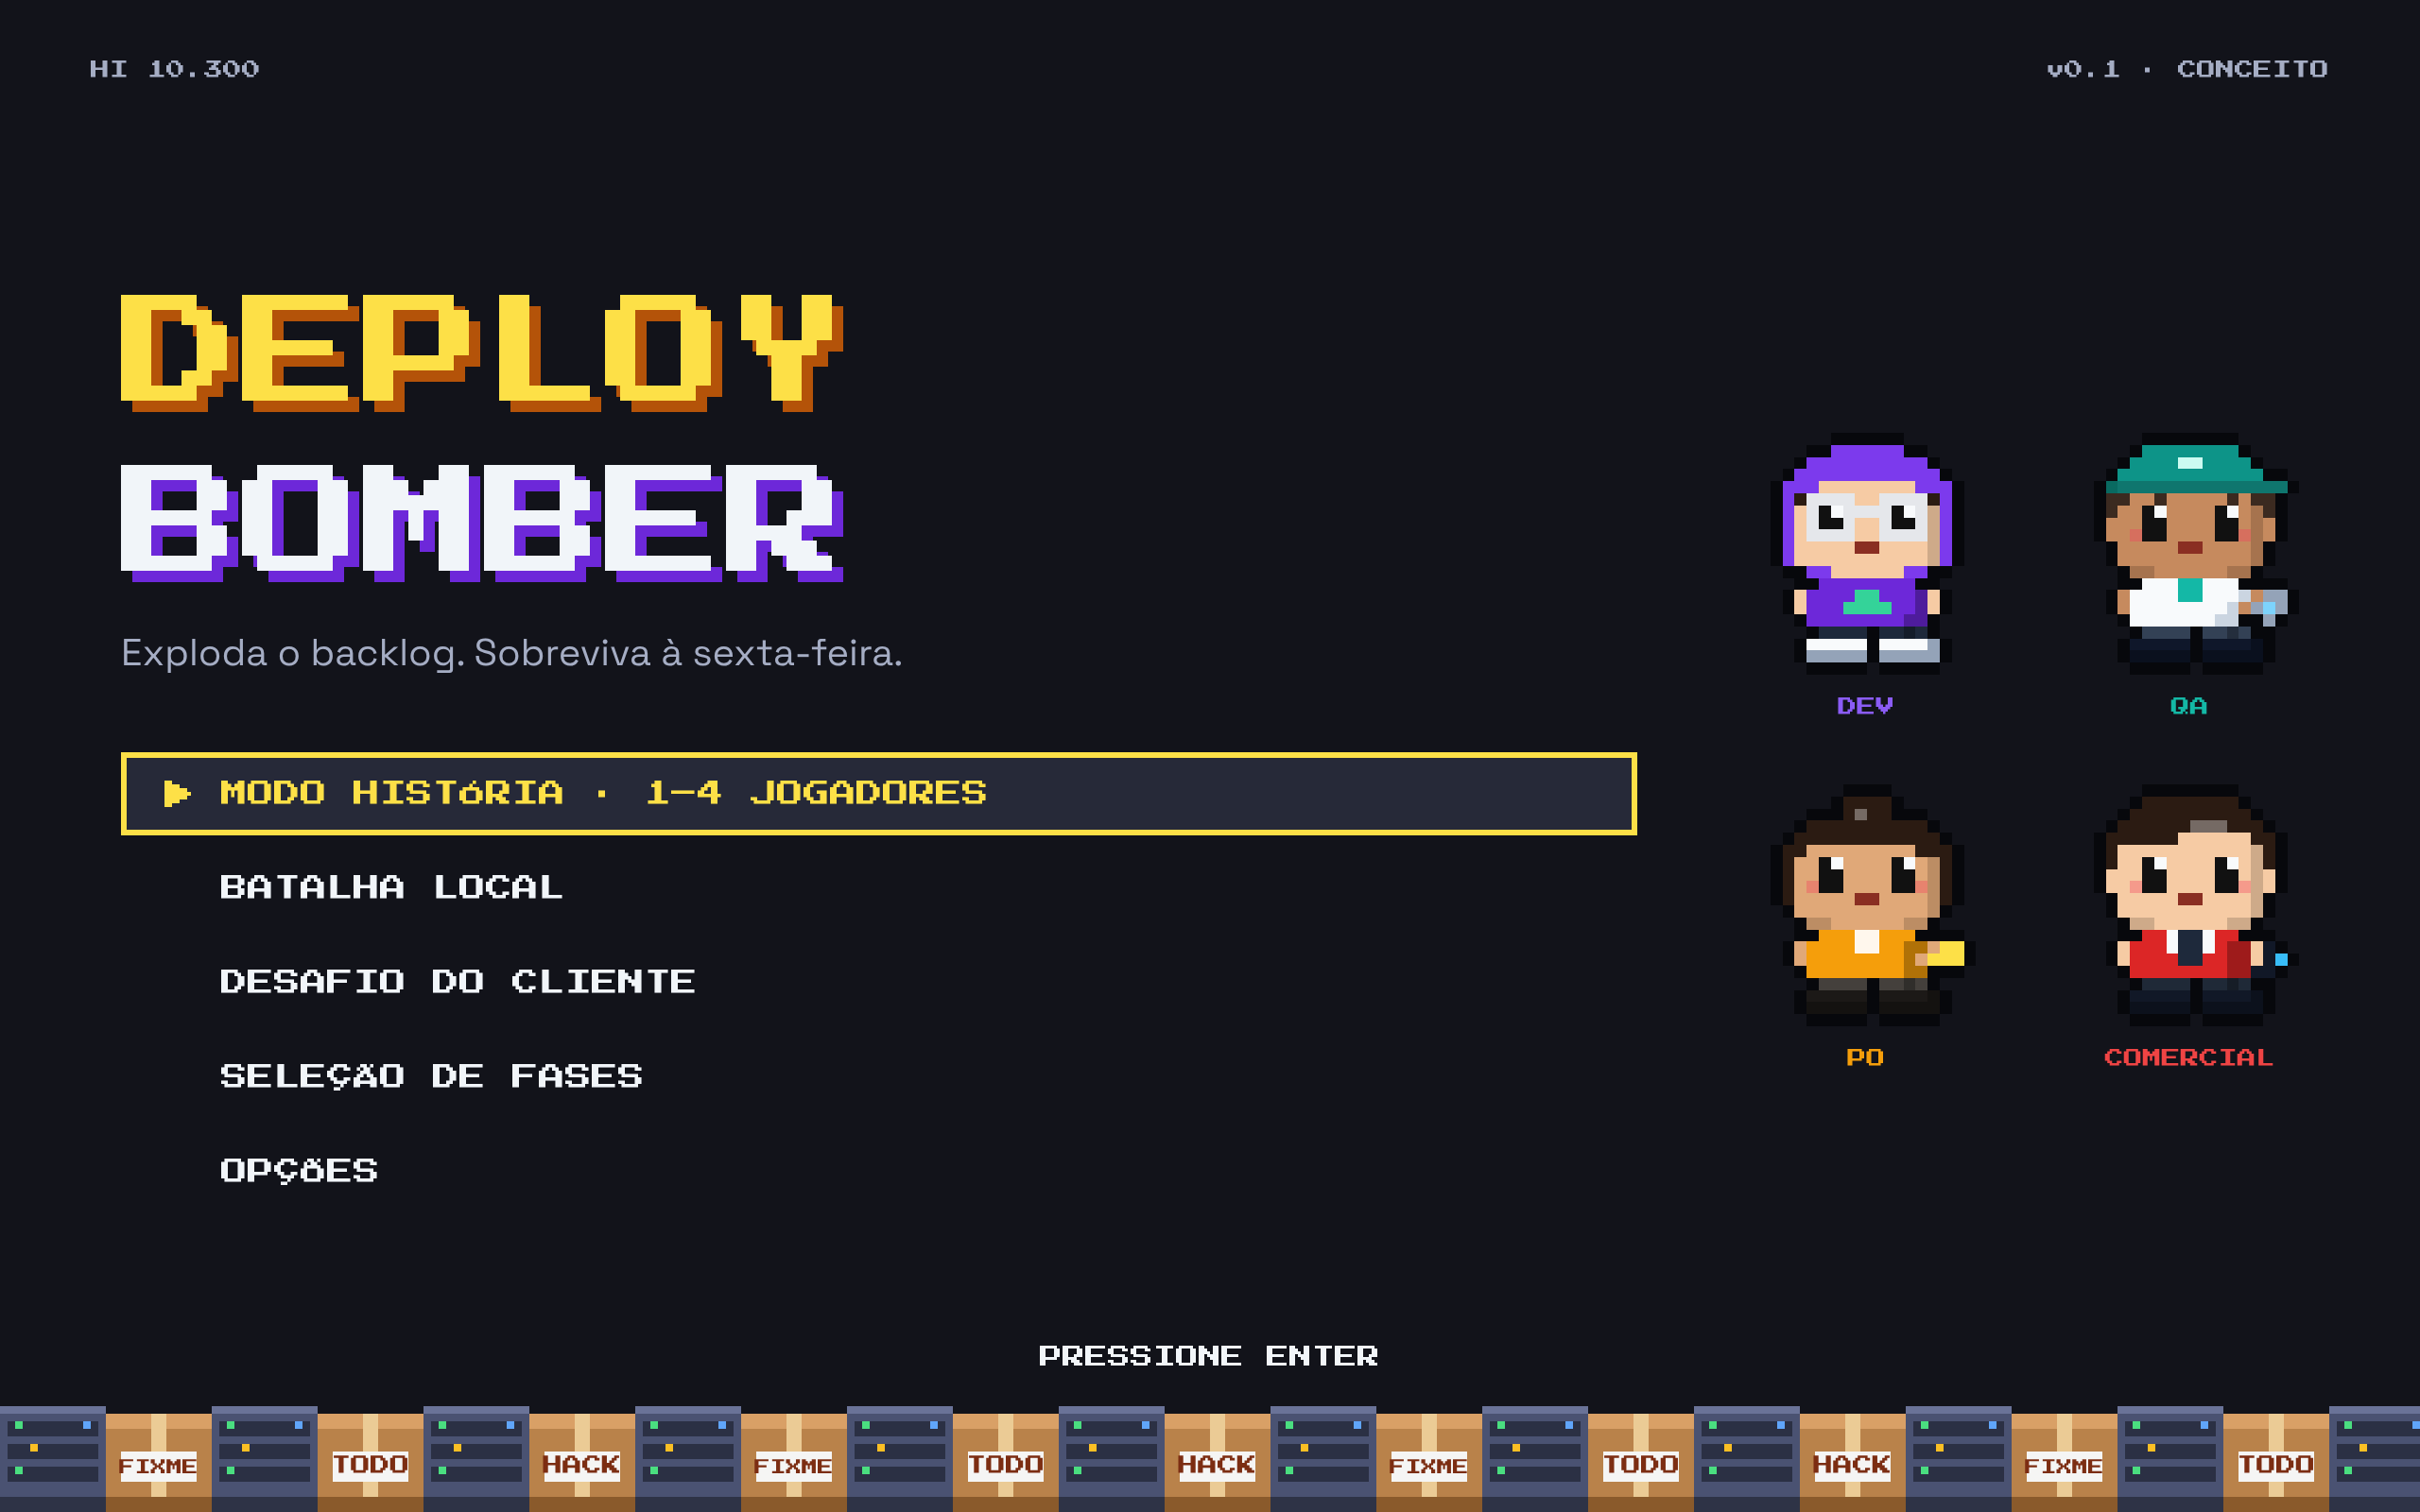 HI 10.300
v0.1 · CONCEITO
DEPLOY
BOMBER
Exploda o backlog. Sobreviva à sexta-feira.
▶ MODO HISTóRIA · 1—4 JOGADORES
BATALHA LOCAL
DESAFIO DO CLIENTE
SELEÇÃO DE FASES
OPÇÕES
DEV
QA
PO
COMERCIAL
PRESSIONE ENTER
FIXME TODO HACK FIXME TODO HACK FIXME TODO HACK FIXME TODO